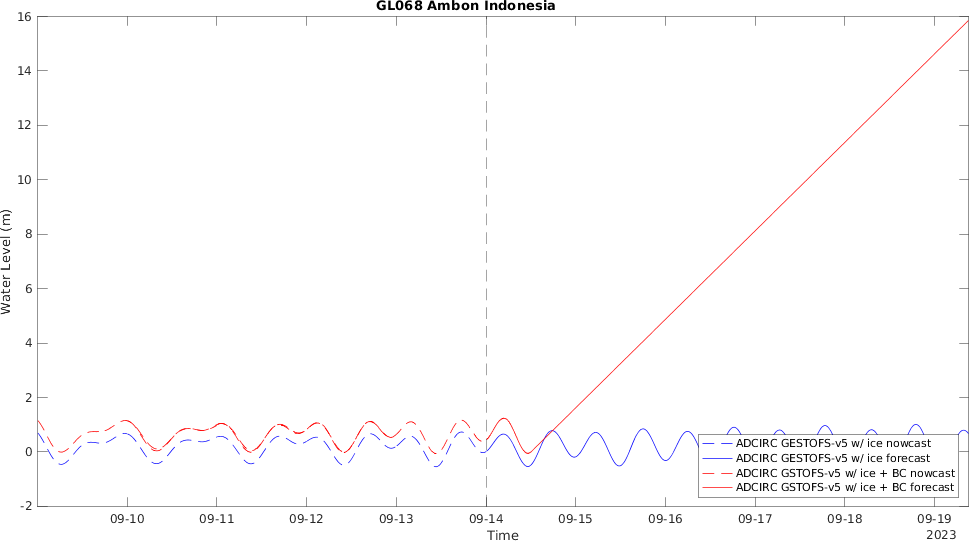 GL068 Ambon Indonesia
16
14
12
10
8
6
4
2
0
-2
Water Level (m)
09-10 09-11 09-12 09-13 09-14 09-15 09-16 09-17 09-18 09-19
Time
2023
ADCIRC GESTOFS-v5 w/ ice nowcast
ADCIRC GESTOFS-v5 w/ ice forecast
ADCIRC GSTOFS-v5 w/ ice + BC nowcast
ADCIRC GSTOFS-v5 w/ ice + BC forecast